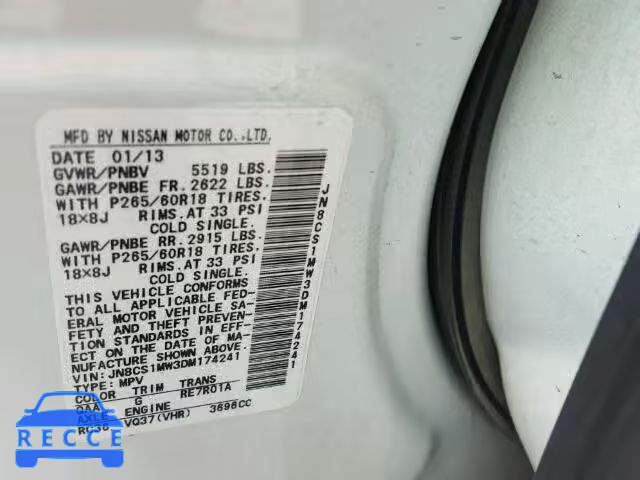 MFD BY NISSAN MOTOR CO.,LTD.
DATE 01/13
GVWR/PNBV 5519 LBS.
GAWR/PNBE FR. 2622 LBS.
WITH P265/60R18 TIRES.
18X8J RIMS.AT 33 PSI
COLD SINGLE.
GAWR/PNBE RR. 2915 LBS.
WITH P265/60R18 TIRES.
18X8J RIMS.AT 33 PSI
COLD SINGLE.
THIS VEHICLE CONFORMS
TO ALL APPLICABLE FED-
ERAL MOTOR VEHICLE SA-
FETY AND THEFT PREVEN-
TION STANDARDS IN EFF-
ECT ON THE DATE OF MA-
NUFACTURE SHOWN ABOVE.
VIN: JN8CS1MW3DM174241
TYPE: MPV
COLOR TRIM TRANS
QAA G RE7R01A
AXLE ENGINE
RC36 VQ37(VHR) 3696CC
JN8CS1MW3DM174241
RECCE